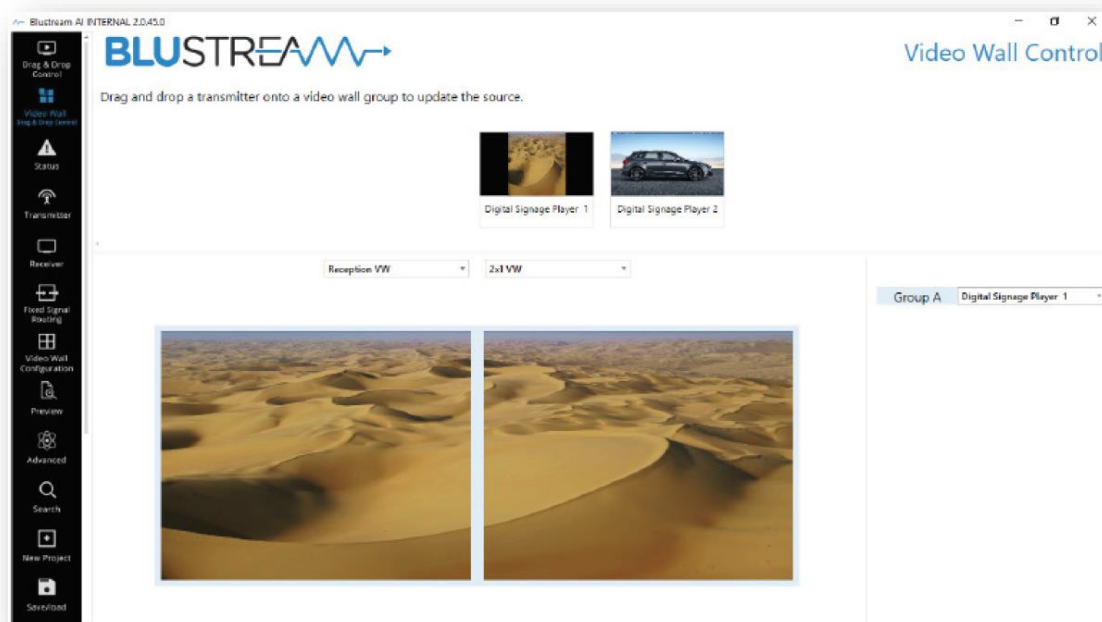 Blustream AI INTERNAL 2.0.45.0
BLUSTREAM
Video Wall Control
Drag & Drop
Control
Video Wall
Drag & Drop Control
Status
Transmitter
Receiver
Fixed Signal
Routing
Video Wall
Configuration
Preview
Advanced
Search
New Project
Save/load
Drag and drop a transmitter onto a video wall group to update the source.
Digital Signage Player 1
Digital Signage Player 2
Reception VW
2x1 VW
Group A
Digital Signage Player 1